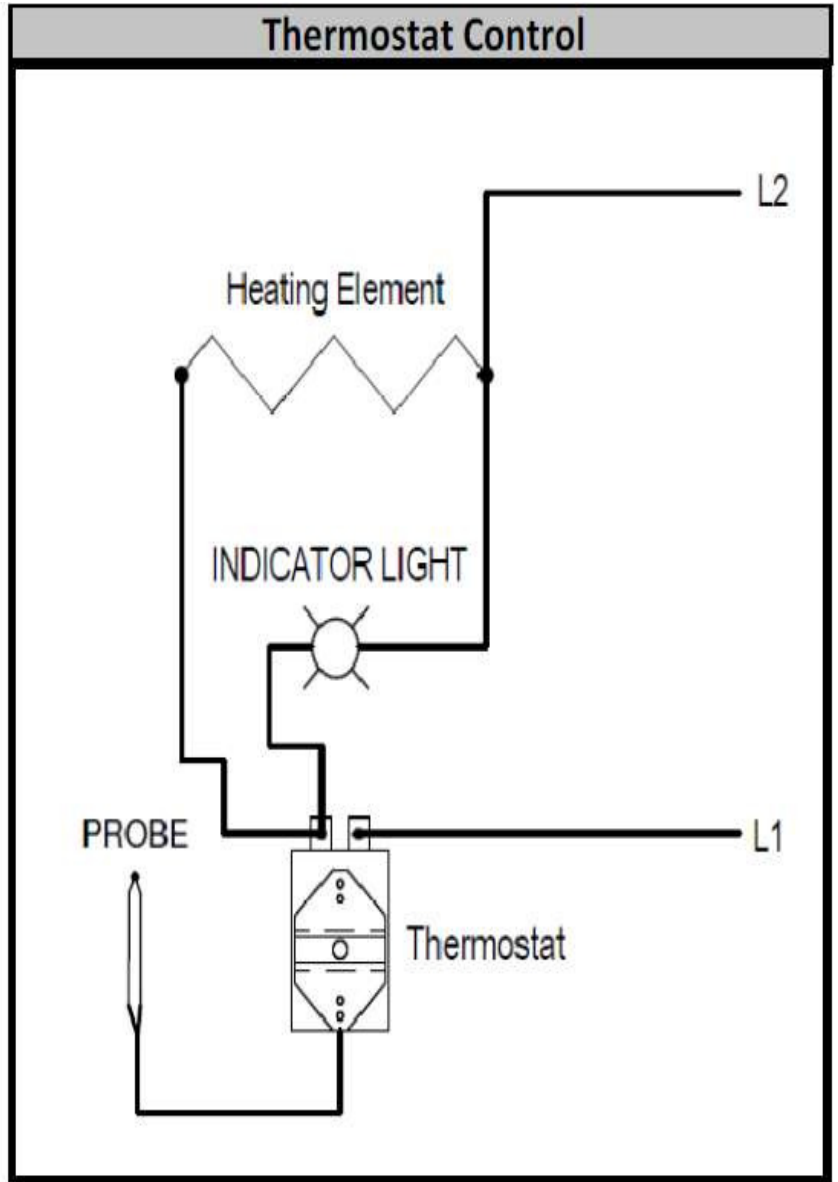 Thermostat Control
L2
Heating Element
INDICATOR LIGHT
PROBE
L1
Thermostat